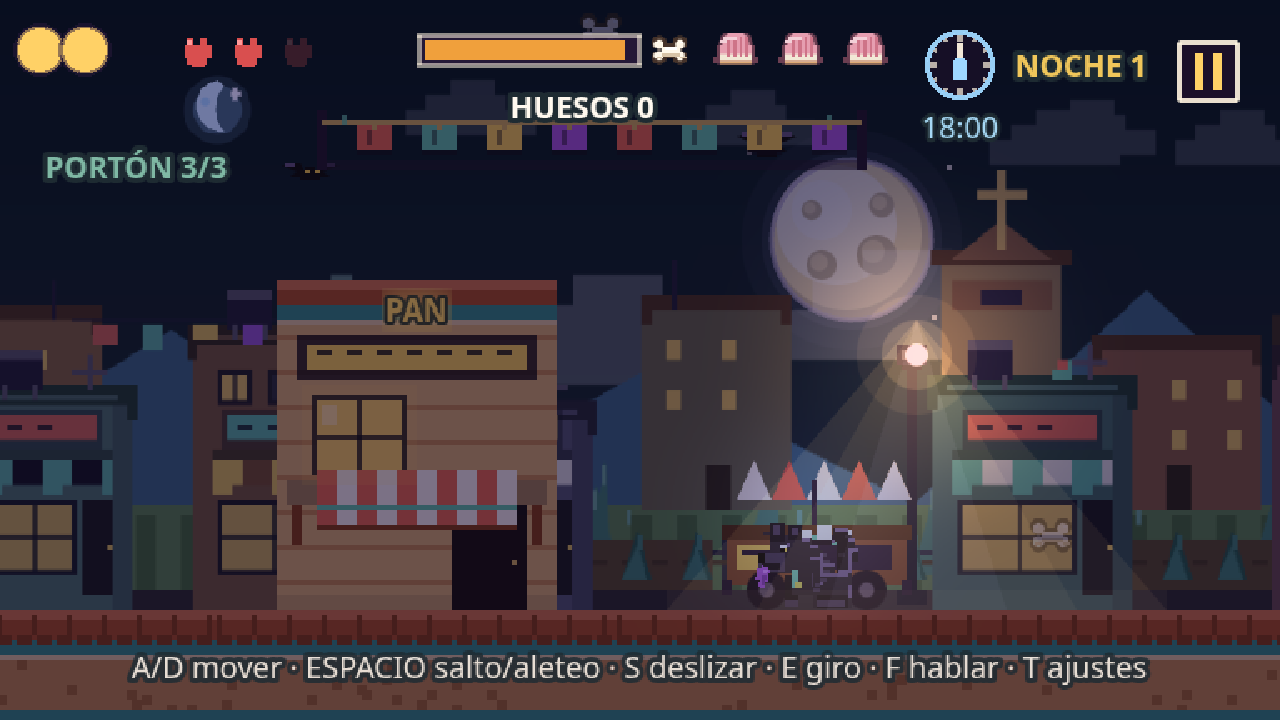 NOCHE 1
HUESOS 0
18:00
PORTÓN 3/3
PAN
A/D mover · ESPACIO salto/aleteo · S deslizar · E giro · F hablar · T ajustes